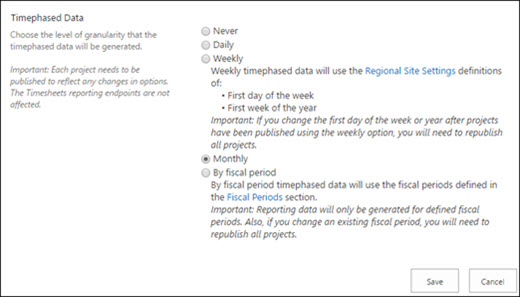 Timephased Data
Choose the level of granularity that the
timephased data will be generated.
Important: Each project needs to be
published to reflect any changes in options.
The Timesheets reporting endpoints are not
affected.
Never
Daily
Weekly
Weekly timephased data will use the Regional Site Settings definitions
of:
• First day of the week
• First week of the year
Important: If you change the first day of the week or year after projects
have been published using the weekly option, you will need to republish
all projects.
Monthly
By fiscal period
By fiscal period timephased data will use the fiscal periods defined in
the Fiscal Periods section.
Important: Reporting data will only be generated for defined fiscal
periods. Also, if you change an existing fiscal period, you will need to
republish all projects.
Save
Cancel